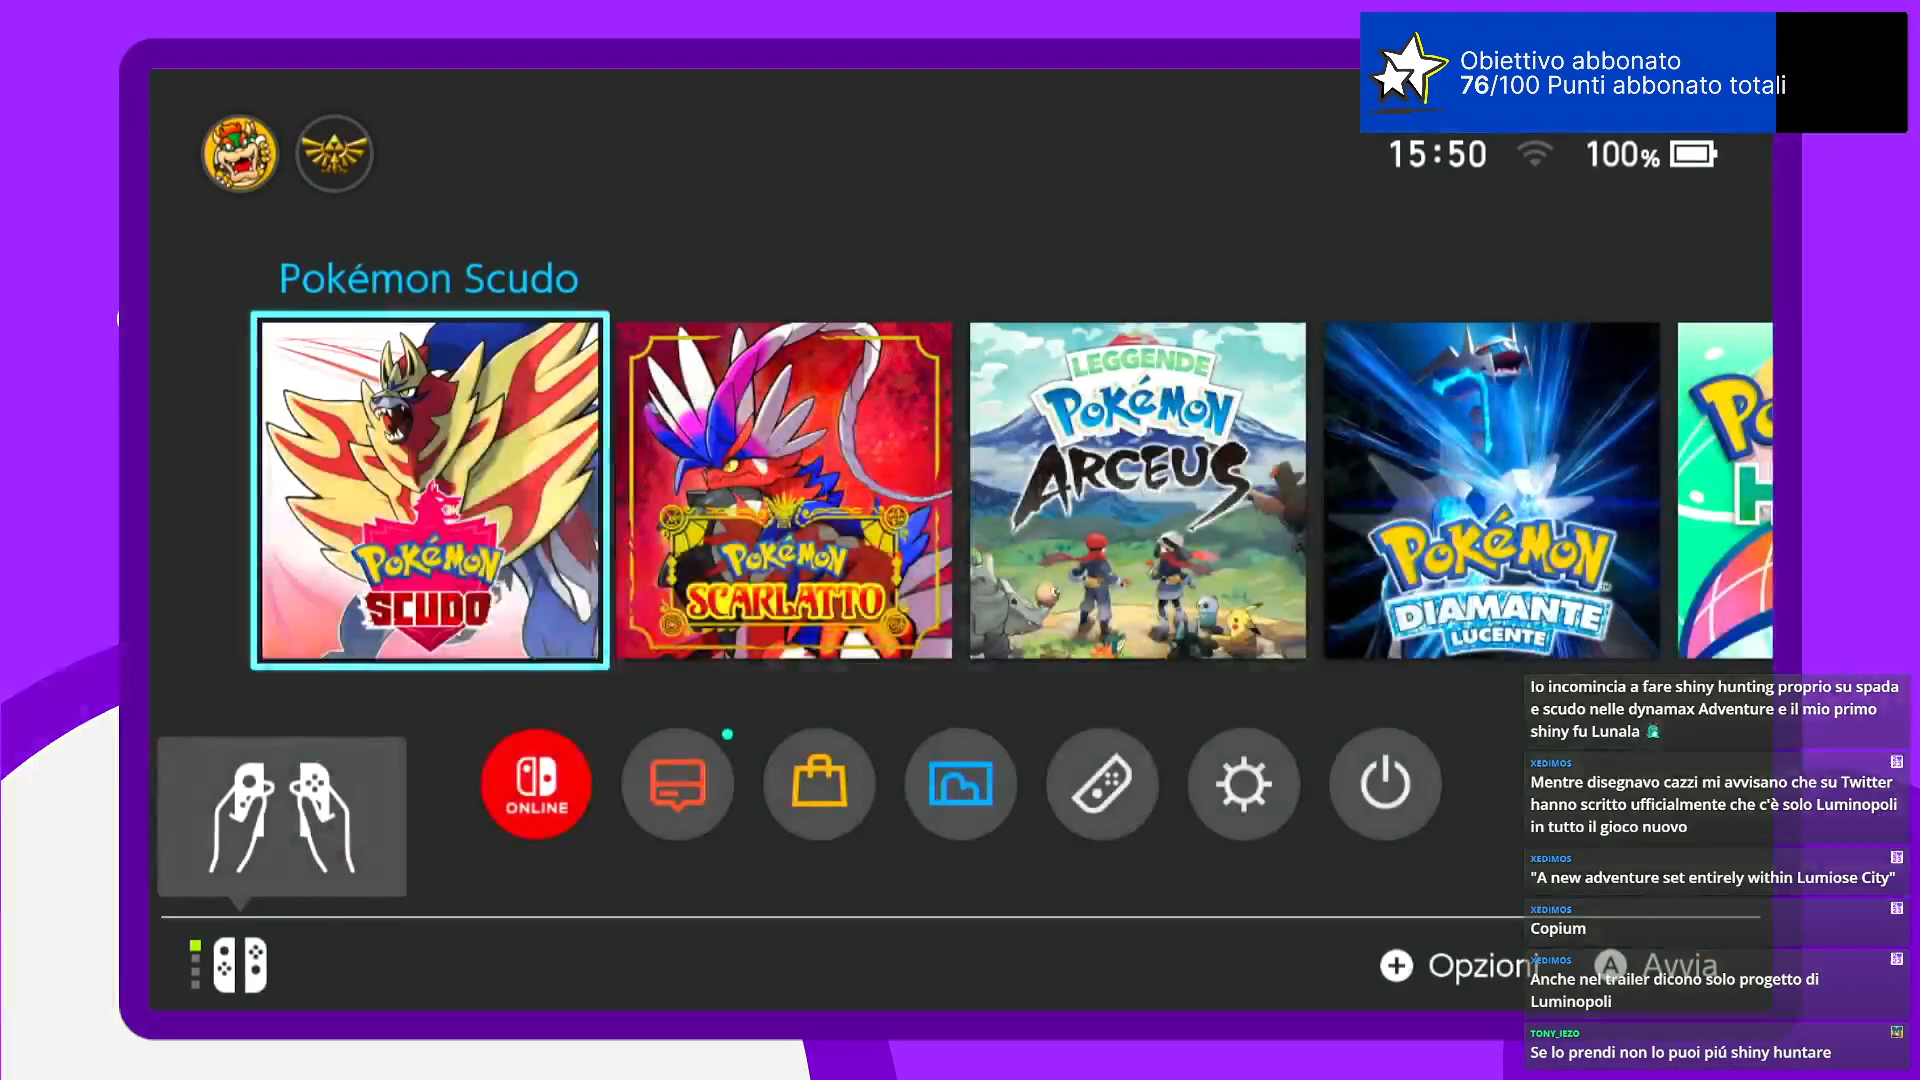 Obiettivo abbonato
76/100 Punti abbonato totali
15:50 100%
Pokémon Scudo
POKÉMON
SCUDO
POKÉMON
SCARLATTO
LEGGENDE
POKÉMON
ARCEUS
POKÉMON
DIAMANTE
LUCENTE
ONLINE
Opzioni
A Avvia
Io incomincia a fare shiny hunting proprio su spada
e scudo nelle dynamax Adventure e il mio primo
shiny fu Lunala
XEDIMOS
Mentre disegnavo cazzi mi avvisano che su Twitter
hanno scritto ufficialmente che c'è solo Luminopoli
in tutto il gioco nuovo
XEDIMOS
"A new adventure set entirely within Lumiose City"
XEDIMOS
Copium
XEDIMOS
Anche nel trailer dicono solo progetto di
Luminopoli
TONY_IEZO
Se lo prendi non lo puoi piú shiny huntare